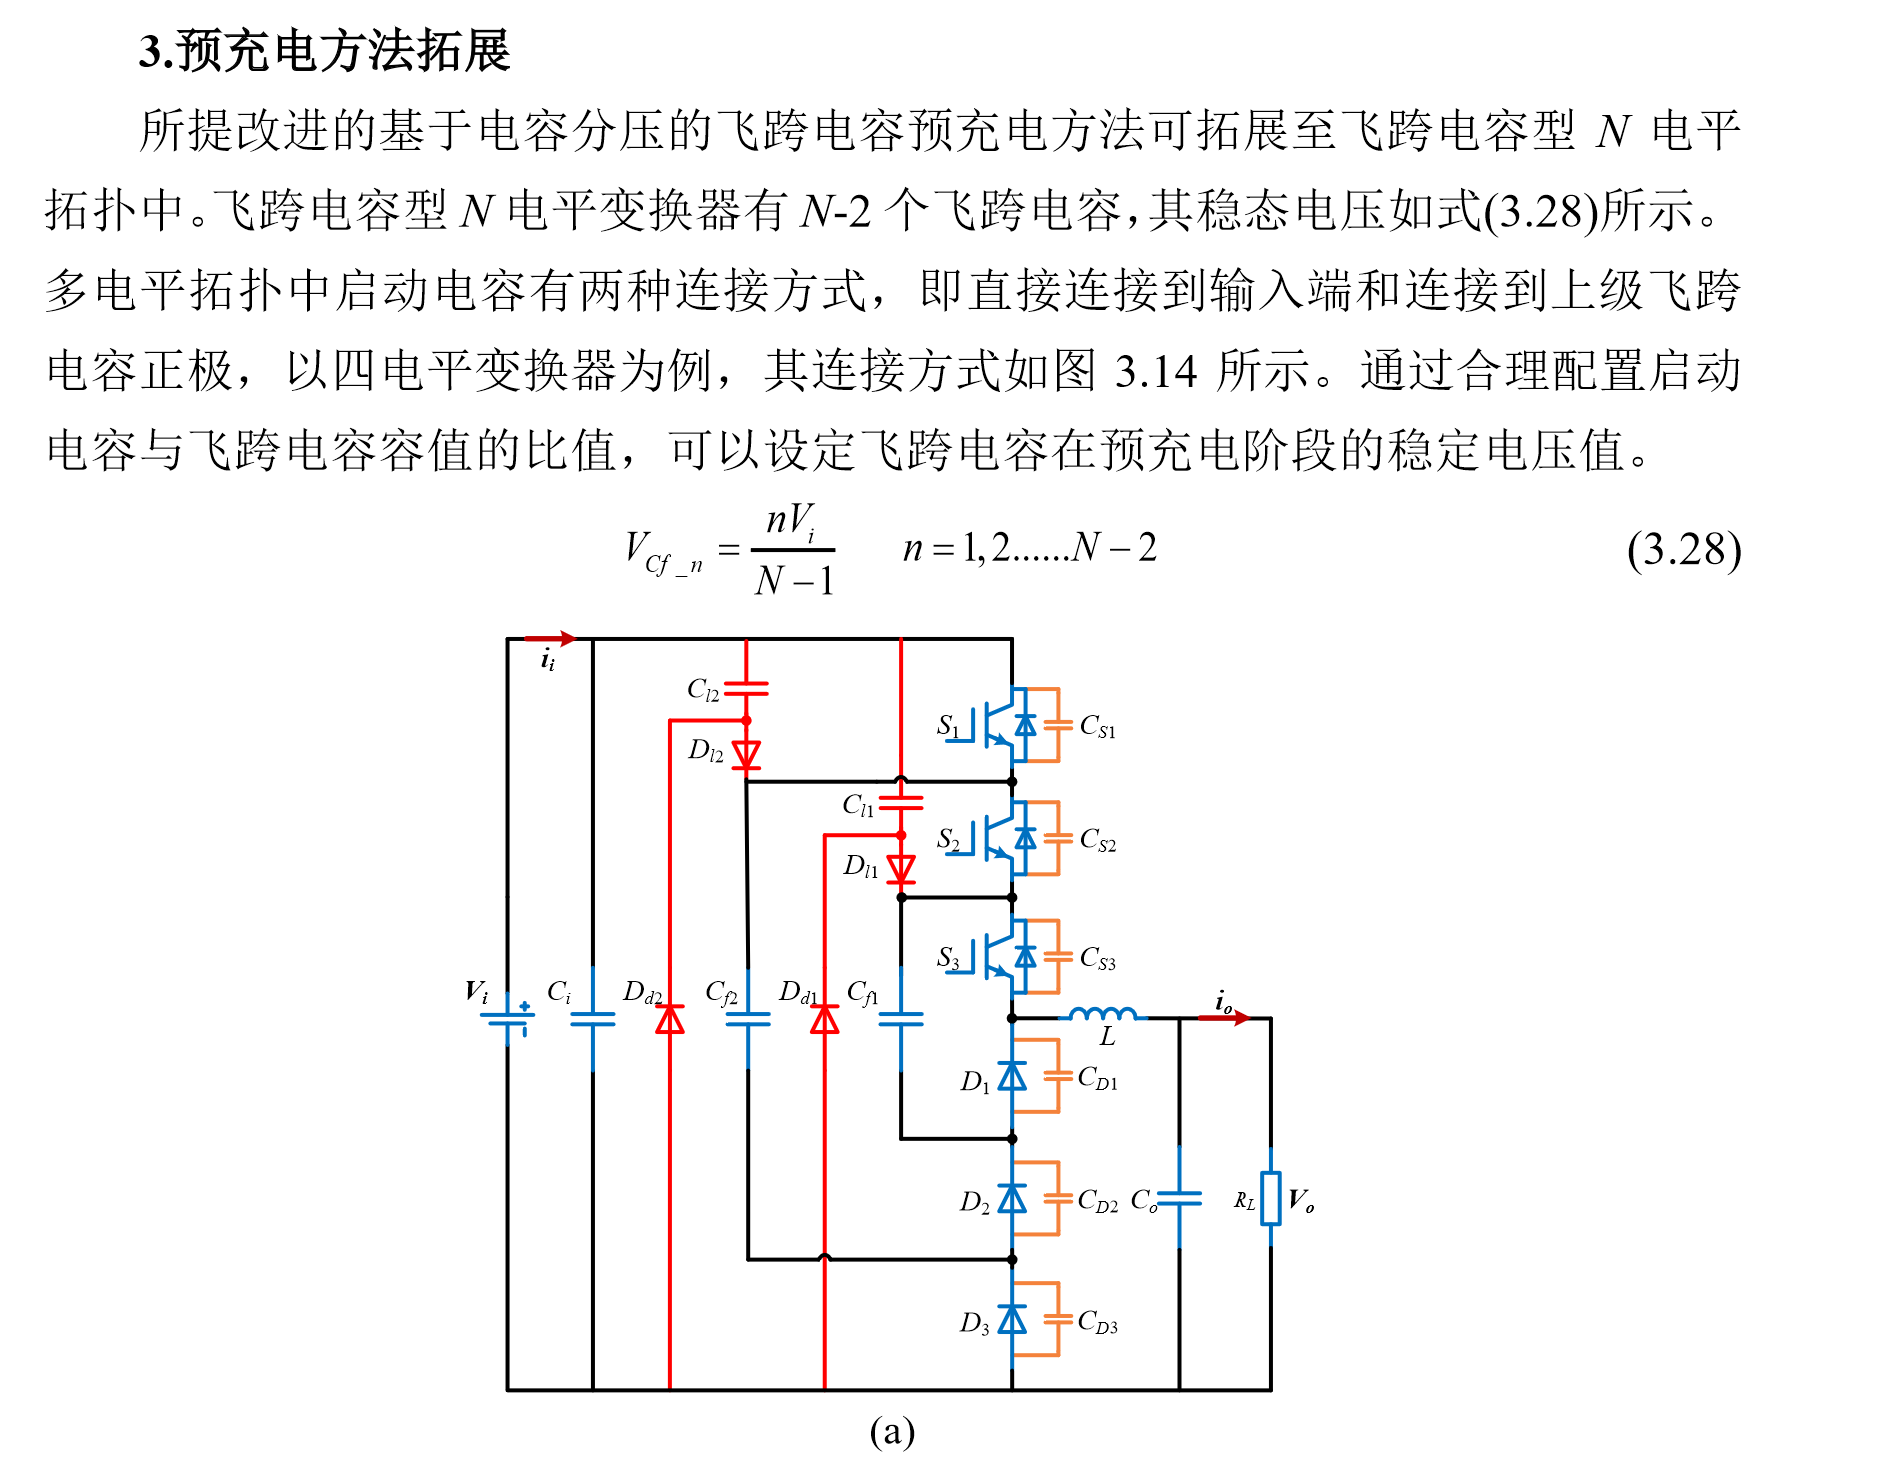 3.预充电方法拓展
所提改进的基于电容分压的飞跨电容预充电方法可拓展至飞跨电容型 N 电平
拓扑中。飞跨电容型 N 电平变换器有 N-2 个飞跨电容，其稳态电压如式(3.28)所示。
多电平拓扑中启动电容有两种连接方式，即直接连接到输入端和连接到上级飞跨
电容正极，以四电平变换器为例，其连接方式如图 3.14 所示。通过合理配置启动
电容与飞跨电容容值的比值，可以设定飞跨电容在预充电阶段的稳定电压值。
V_{Cf_n} = \frac{nV_i}{N-1} n=1,2......N-2 (3.28)
i_i
C_{l2}
S_1 C_{S1}
D_{l2}
C_{l1}
S_2 C_{S2}
D_{l1}
S_3 C_{S3}
V_i + - C_i D_{d2} C_{f2} D_{d1} C_{f1} i_o
L
D_1 C_{D1}
D_2 C_{D2} C_o R_L V_o
D_3 C_{D3}
(a)